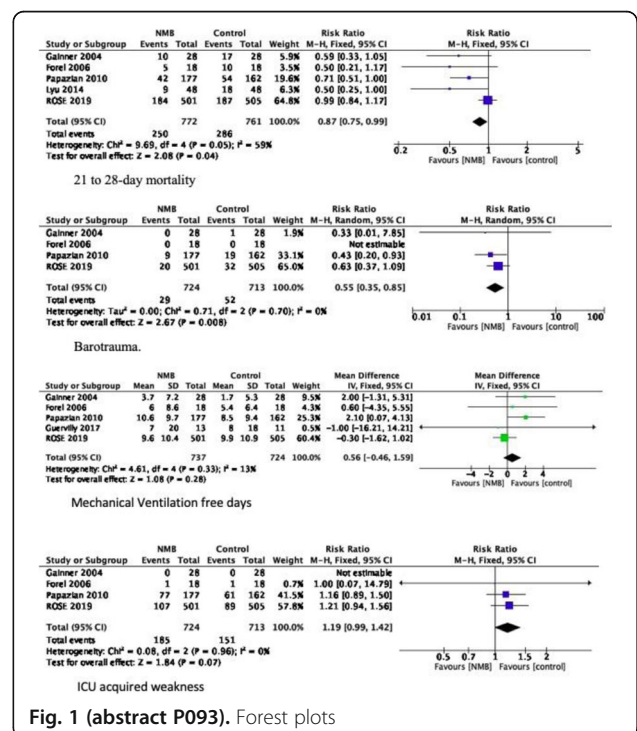 NMB Control Risk Ratio Risk Ratio
Study or Subgroup Events Total Events Total Weight M-H, Fixed, 95% CI M-H, Fixed, 95% CI
Gainner 2004 10 28 17 28 5.9% 0.59 [0.33, 1.05]
Forel 2006 5 18 10 18 3.5% 0.50 [0.21, 1.17]
Papazian 2010 42 177 54 162 19.6% 0.71 [0.51, 1.00]
Lyu 2014 9 48 18 48 6.3% 0.50 [0.25, 1.00]
ROSE 2019 184 501 187 505 64.8% 0.99 [0.84, 1.17]
Total (95% CI) 772 761 100.0% 0.87 [0.75, 0.99]
Total events 250 286
Heterogeneity: Chi² = 9.69, df = 4 (P = 0.05); I² = 59%
Test for overall effect: Z = 2.08 (P = 0.04)
0.2 0.5 1 2 5
Favours [NMB] Favours [control]
21 to 28-day mortality
NMB Control Risk Ratio Risk Ratio
Study or Subgroup Events Total Events Total Weight M-H, Random, 95% CI M-H, Random, 95% CI
Gainner 2004 0 28 1 28 1.9% 0.33 [0.01, 7.85]
Forel 2006 0 18 0 18 Not estimable
Papazian 2010 9 177 19 162 33.1% 0.43 [0.20, 0.93]
ROSE 2019 20 501 32 505 65.0% 0.63 [0.37, 1.09]
Total (95% CI) 724 713 100.0% 0.55 [0.35, 0.85]
Total events 29 52
Heterogeneity: Tau² = 0.00; Chi² = 0.71, df = 2 (P = 0.70); I² = 0%
Test for overall effect: Z = 2.67 (P = 0.008)
0.01 0.1 1 10 100
Favours [NMB] Favours [control]
Barotrauma.
NMB Control Mean Difference Mean Difference
Study or Subgroup Mean SD Total Mean SD Total Weight IV, Fixed, 95% CI IV, Fixed, 95% CI
Gainner 2004 3.7 7.2 28 1.7 5.3 28 9.5% 2.00 [-1.31, 5.31]
Forel 2006 6 8.6 18 5.4 6.4 18 4.3% 0.60 [-4.35, 5.55]
Papazian 2010 10.6 9.7 177 8.5 9.4 162 25.3% 2.10 [0.07, 4.13]
Guervilly 2017 7 20 13 8 18 11 0.5% -1.00 [-16.21, 14.21]
ROSE 2019 9.6 10.4 501 9.9 10.9 505 60.4% -0.30 [-1.62, 1.02]
Total (95% CI) 737 724 100.0% 0.56 [-0.46, 1.59]
Heterogeneity: Chi² = 4.61, df = 4 (P = 0.33); I² = 13%
Test for overall effect: Z = 1.08 (P = 0.28)
-4 -2 0 2 4
Favours [NMB] Favours [control]
Mechanical Ventilation free days
NMB Control Risk Ratio Risk Ratio
Study or Subgroup Events Total Events Total Weight M-H, Fixed, 95% CI M-H, Fixed, 95% CI
Gainner 2004 0 28 0 28 Not estimable
Forel 2006 1 18 1 18 0.7% 1.00 [0.07, 14.79]
Papazian 2010 77 177 61 162 41.5% 1.16 [0.89, 1.50]
ROSE 2019 107 501 89 505 57.8% 1.21 [0.94, 1.56]
Total (95% CI) 724 713 100.0% 1.19 [0.99, 1.42]
Total events 185 151
Heterogeneity: Chi² = 0.08, df = 2 (P = 0.96); I² = 0%
Test for overall effect: Z = 1.84 (P = 0.07)
0.5 0.7 1 1.5 2
Favours [NMB] Favours [control]
ICU acquired weakness
Fig. 1 (abstract P093). Forest plots